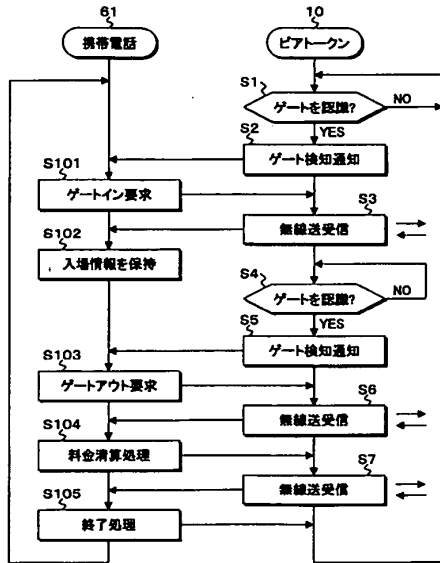 61
10
携帯電話
ピアトークン
S1
ゲートを認識?
NO
YES
S2
ゲート検知通知
S101
ゲートイン要求
S3
無線送受信
S102
入場情報を保持
S4
ゲートを認識?
NO
YES
S5
ゲート検知通知
S103
ゲートアウト要求
S6
無線送受信
S104
料金清算処理
S7
無線送受信
S105
終了処理